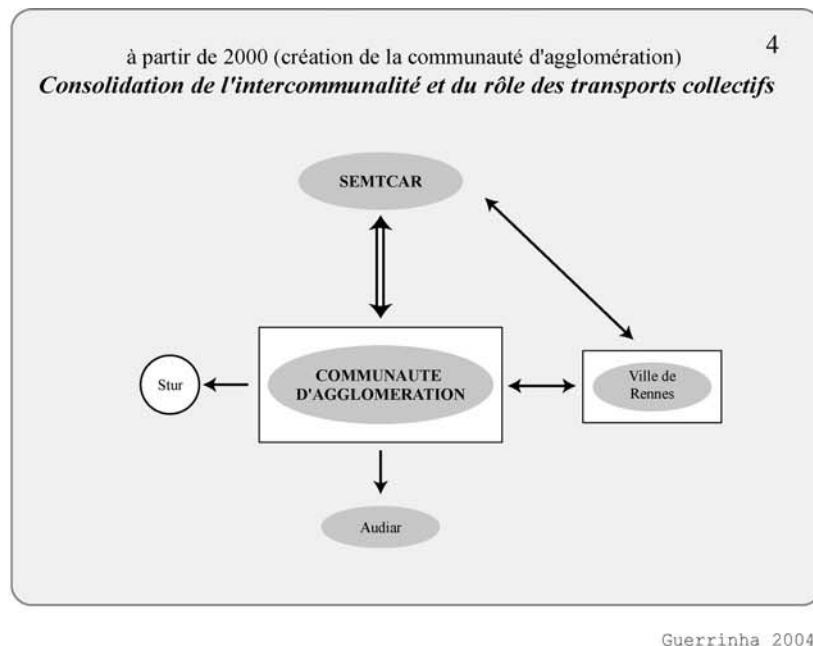 4
à partir de 2000 (création de la communauté d'agglomération)
Consolidation de l'intercommunalité et du rôle des transports collectifs
SEMTCAR
Stur
COMMUNAUTE
D'AGGLOMERATION
Ville de
Rennes
Audiar
Guerrinha 2004